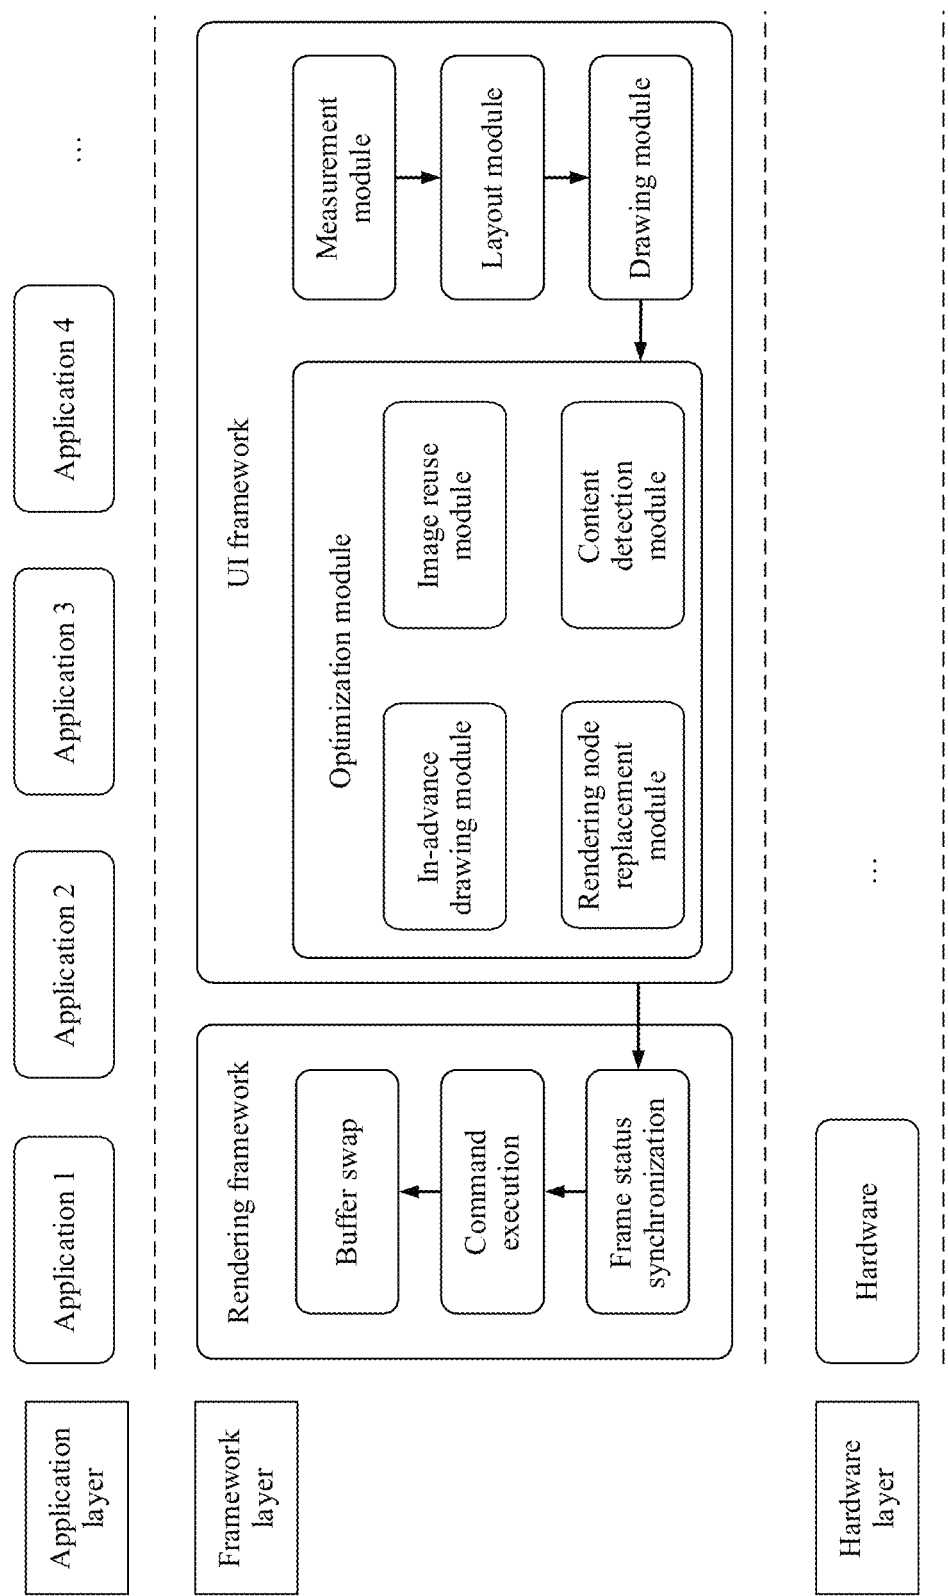 Application
layer
Application 1
Application 2
Application 3
Application 4
...
Framework
layer
Rendering framework
Buffer swap
Command
execution
Frame status
synchronization
UI framework
Optimization module
In-advance
drawing module
Image reuse
module
Rendering node
replacement
module
Content
detection
module
Measurement
module
Layout module
Drawing module
Hardware
layer
Hardware
...